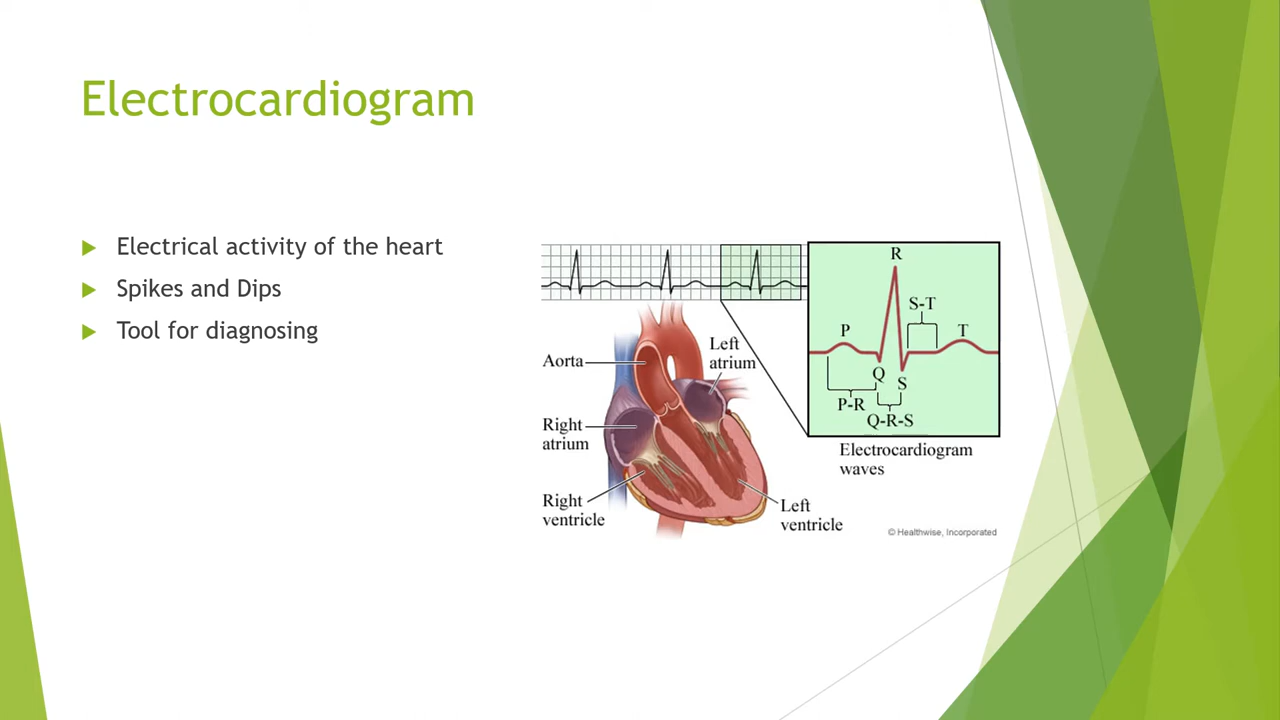 Electrocardiogram
Electrical activity of the heart
Spikes and Dips
Tool for diagnosing
R
S-T
P
T
Q
S
P-R
Q-R-S
Electrocardiogram
waves
Left
atrium
Aorta
Right
atrium
Right
ventricle
Left
ventricle
© Healthwise, Incorporated